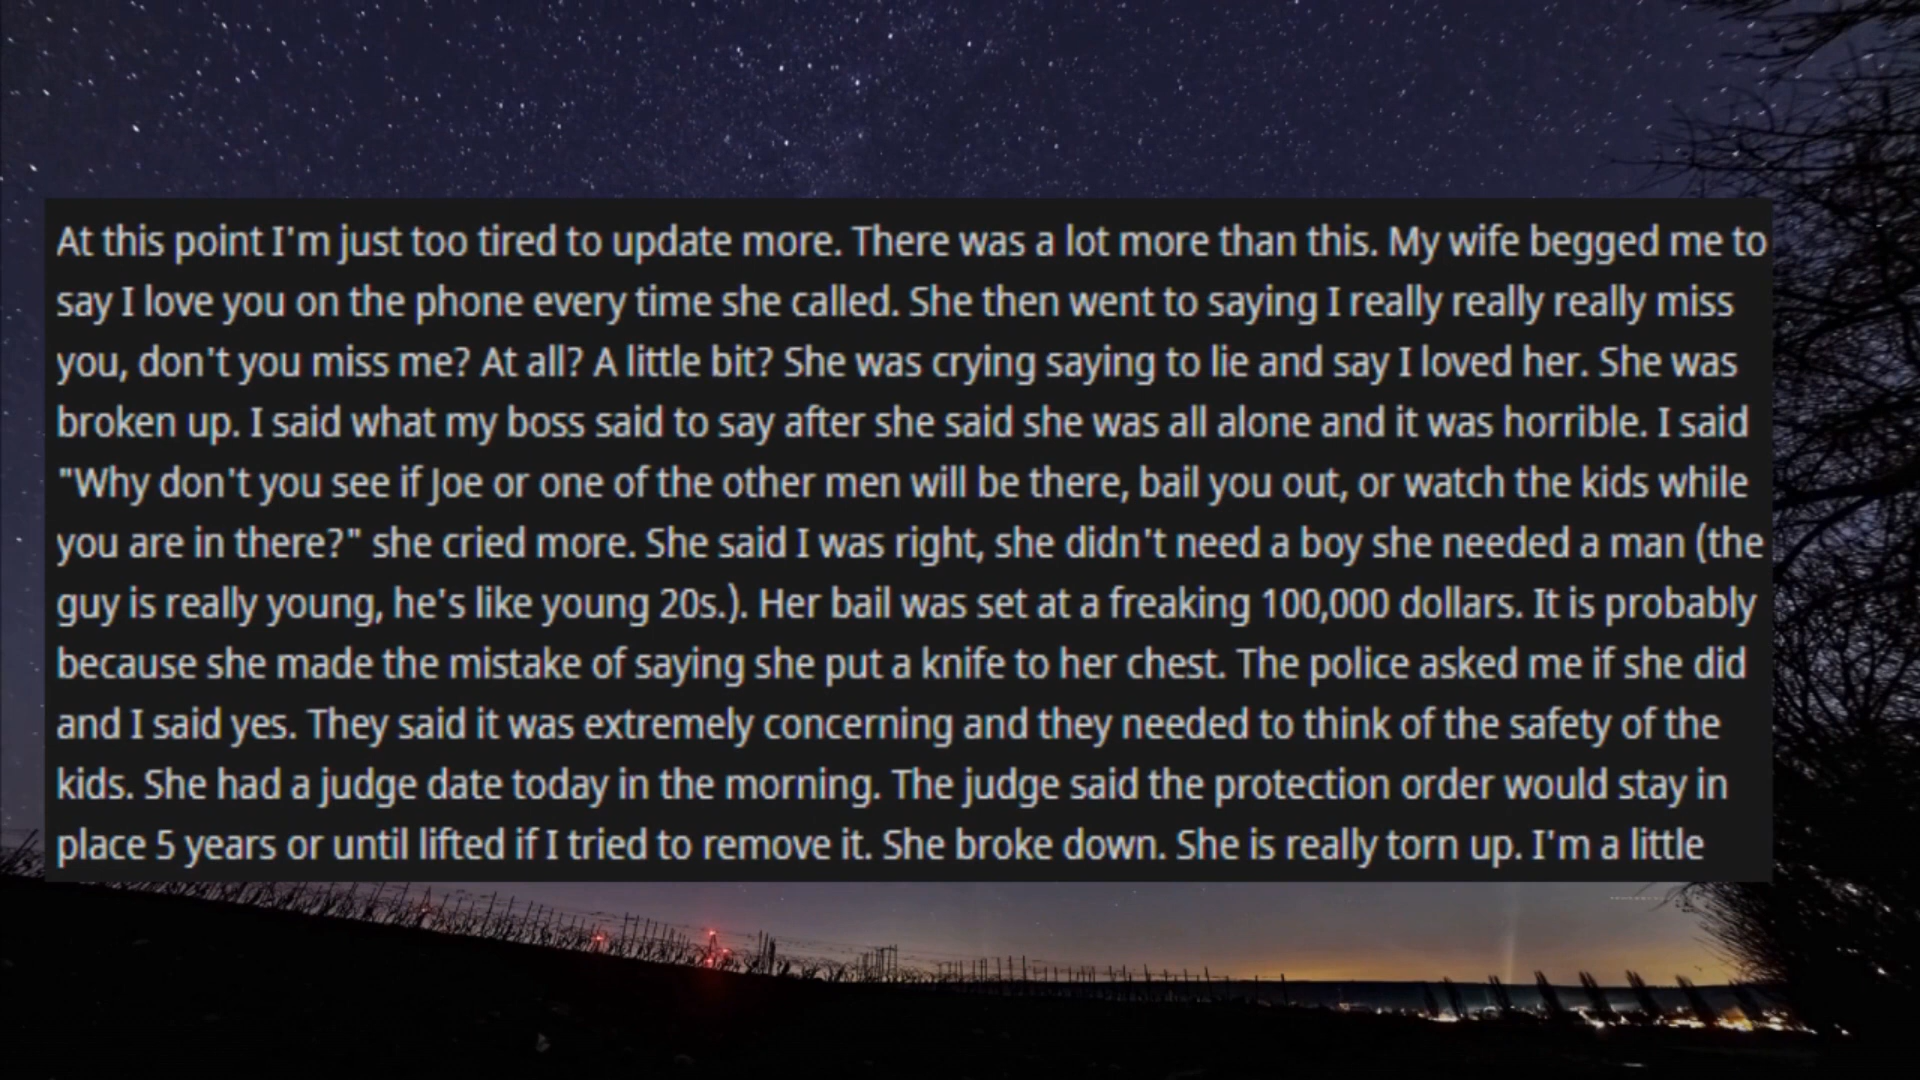 At this point I'm just too tired to update more. There was a lot more than this. My wife begged me to
say I love you on the phone every time she called. She then went to saying I really really really miss
you, don't you miss me? At all? A little bit? She was crying saying to lie and say I loved her. She was
broken up. I said what my boss said to say after she said she was all alone and it was horrible. I said
"Why don't you see if Joe or one of the other men will be there, bail you out, or watch the kids while
you are in there?" she cried more. She said I was right, she didn't need a boy she needed a man (the
guy is really young, he's like young 20s.). Her bail was set at a freaking 100,000 dollars. It is probably
because she made the mistake of saying she put a knife to her chest. The police asked me if she did
and I said yes. They said it was extremely concerning and they needed to think of the safety of the
kids. She had a judge date today in the morning. The judge said the protection order would stay in
place 5 years or until lifted if I tried to remove it. She broke down. She is really torn up. I'm a little